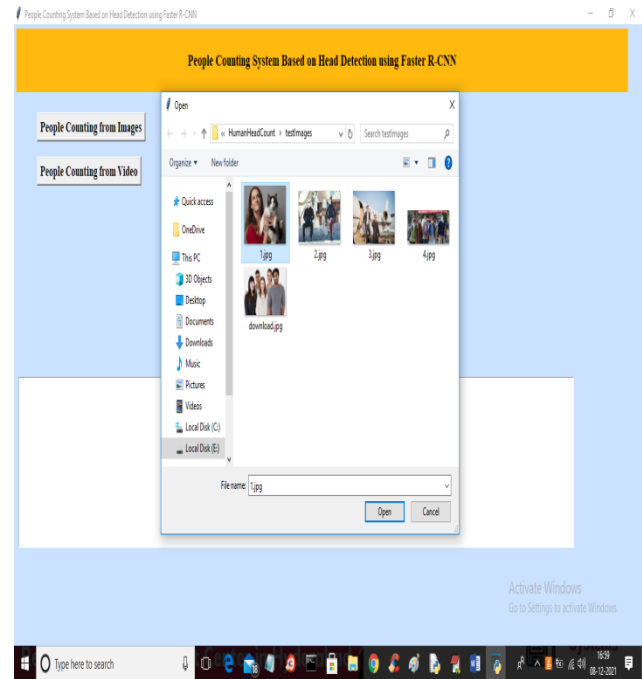 People Counting System Based on Head Detection using Faster R-CNN
People Counting System Based on Head Detection using Faster R-CNN
People Counting from Images
People Counting from Video
Open
« HumanHeadCount › testImages
Search testImages
Organize
New folder
Quick access
OneDrive
This PC
3D Objects
Desktop
Documents
Downloads
Music
Pictures
Videos
Local Disk (C:)
Local Disk (E:)
1.jpg
2.jpg
3.jpg
4.jpg
download.jpg
File name: 1.jpg
Open
Cancel
Activate Windows
Go to Settings to activate Windows.
Type here to search
16:39
08-12-2021